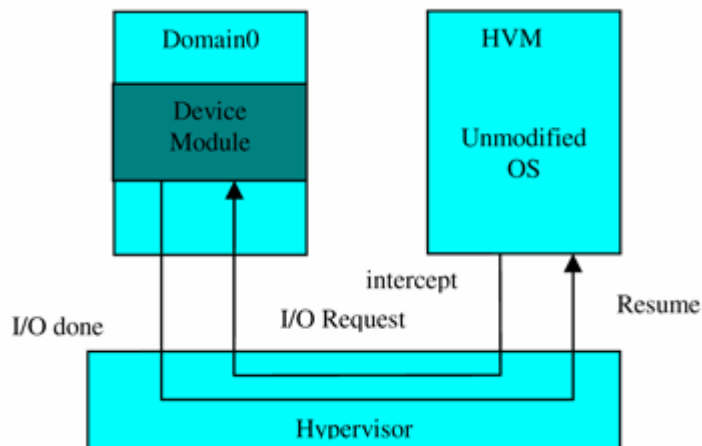 Domain0
HVM
Device
Module
Unmodified
OS
intercept
I/O Request
Resume
I/O done
Hypervisor